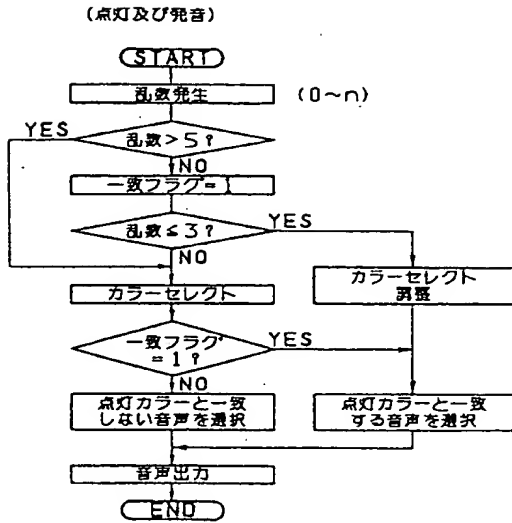 (点灯及び発音)
START
乱数発生 (0~n)
YES
乱数>5?
NO
一致フラグ=1
乱数≦3?
YES
NO
カラーセレクト
カラーセレクト
調整
一致フラグ
=1?
YES
NO
点灯カラーと一致
しない音声を選択
点灯カラーと一致
する音声を選択
音声出力
END